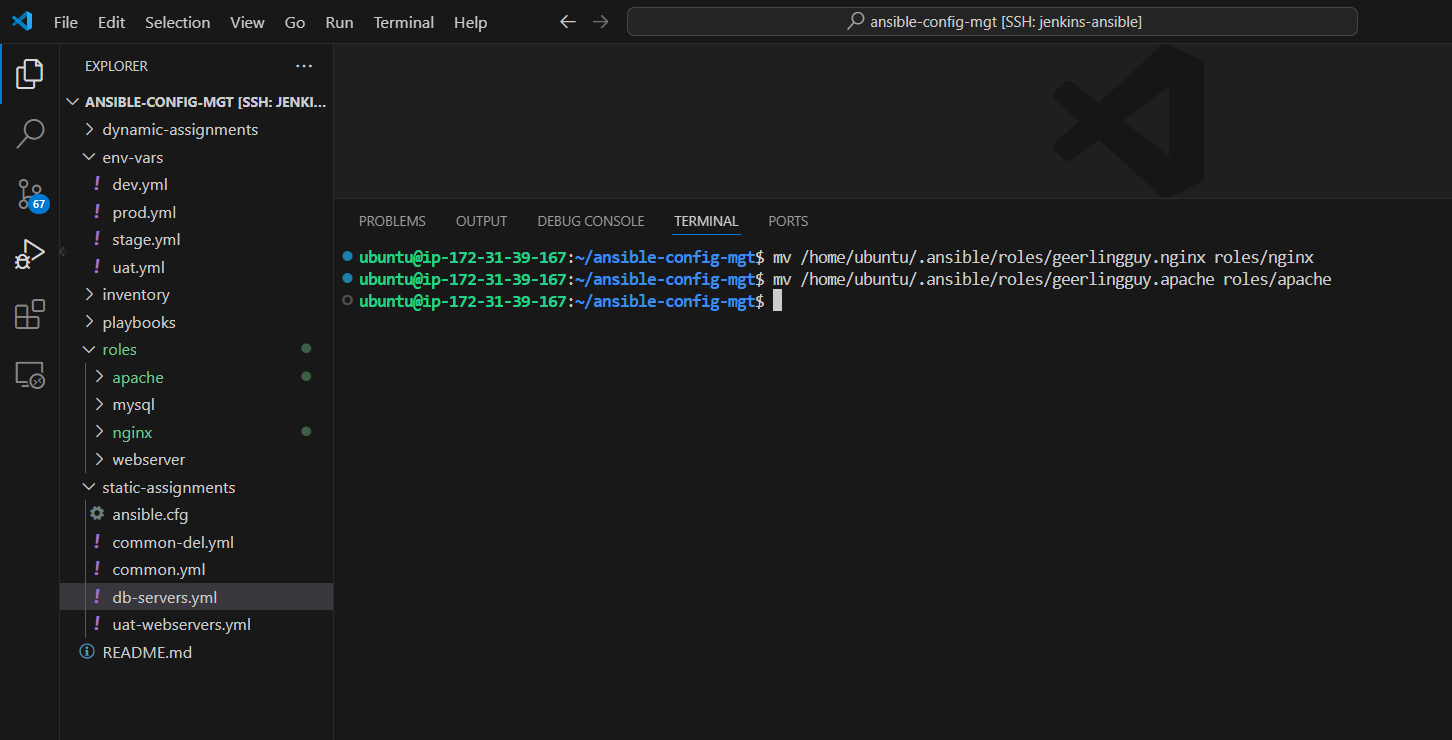 File Edit Selection View Go Run Terminal Help
ansible-config-mgt [SSH: jenkins-ansible]
EXPLORER
ANSIBLE-CONFIG-MGT [SSH: JENKI...
dynamic-assignments
env-vars
! dev.yml
! prod.yml
! stage.yml
! uat.yml
inventory
playbooks
roles
apache
mysql
nginx
webserver
static-assignments
ansible.cfg
! common-del.yml
! common.yml
! db-servers.yml
! uat-webservers.yml
README.md
67
PROBLEMS OUTPUT DEBUG CONSOLE TERMINAL PORTS
ubuntu@ip-172-31-39-167:~/ansible-config-mgt$ mv /home/ubuntu/.ansible/roles/geerlingguy.nginx roles/nginx
ubuntu@ip-172-31-39-167:~/ansible-config-mgt$ mv /home/ubuntu/.ansible/roles/geerlingguy.apache roles/apache
ubuntu@ip-172-31-39-167:~/ansible-config-mgt$